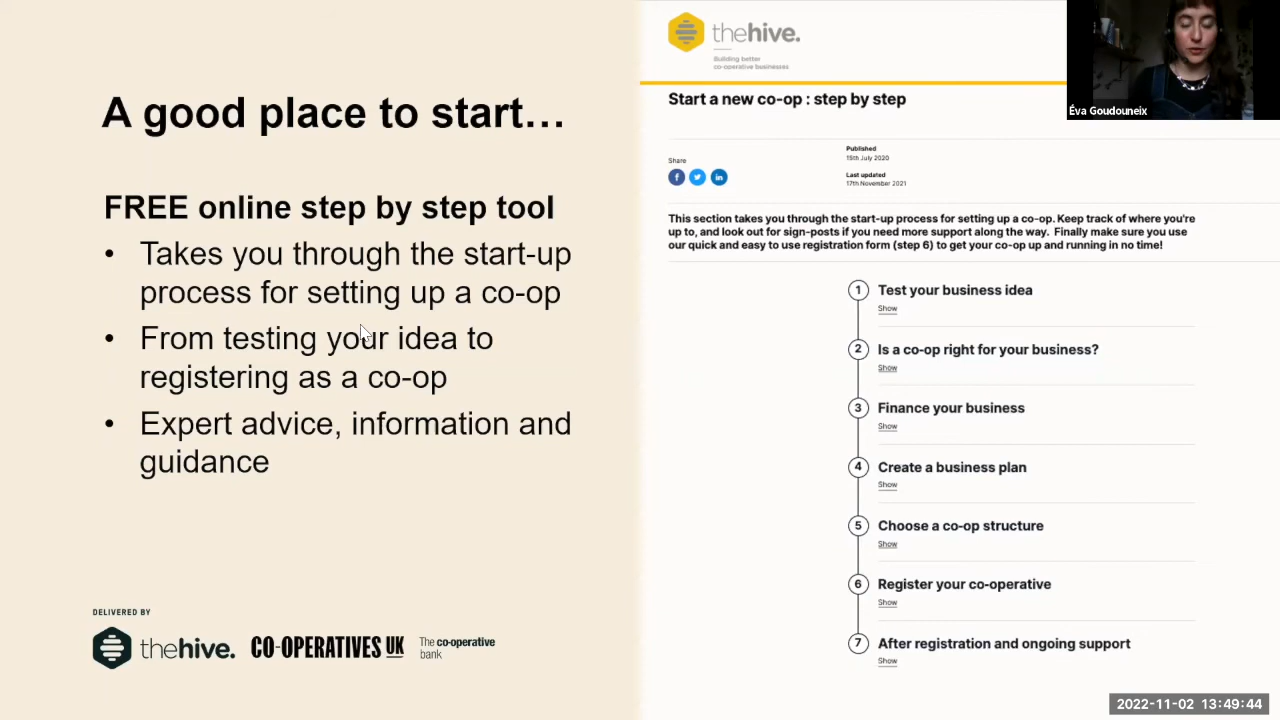 A good place to start...
FREE online step by step tool
• Takes you through the start-up
process for setting up a co-op
• From testing your idea to
registering as a co-op
• Expert advice, information and
guidance
DELIVERED BY
thehive.
CO-OPERATIVES UK
The co-operative
bank
thehive.
Building better
co-operative businesses
Éva Goudouneix
Start a new co-op : step by step
Share
Published
15th July 2020
Last updated
17th November 2021
This section takes you through the start-up process for setting up a co-op. Keep track of where you're
up to, and look out for sign-posts if you need more support along the way. Finally make sure you use
our quick and easy to use registration form (step 6) to get your co-op up and running in no time!
1 Test your business idea
Show
2 Is a co-op right for your business?
Show
3 Finance your business
Show
4 Create a business plan
Show
5 Choose a co-op structure
Show
6 Register your co-operative
Show
7 After registration and ongoing support
Show
2022-11-02 13:49:44